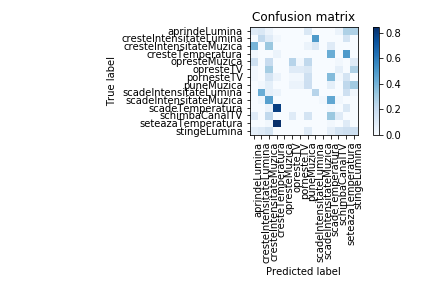 Confusion matrix
True label
aprindeLumina
cresteIntensitateLumina
cresteIntensitateMuzica
cresteTemperatura
opresteMuzica
opresteTV
pornesteTV
puneMuzica
scadeIntensitateLumina
scadeIntensitateMuzica
scadeTemperatura
schimbaCanalTV
seteazaTemperatura
stingeLumina
0.8
0.6
0.4
0.2
0.0
aprindeLumina
cresteIntensitateLumina
cresteIntensitateMuzica
cresteTemperatura
opresteMuzica
opresteTV
pornesteTV
puneMuzica
scadeIntensitateLumina
scadeIntensitateMuzica
scadeTemperatura
schimbaCanalTV
seteazaTemperatura
stingeLumina
Predicted label